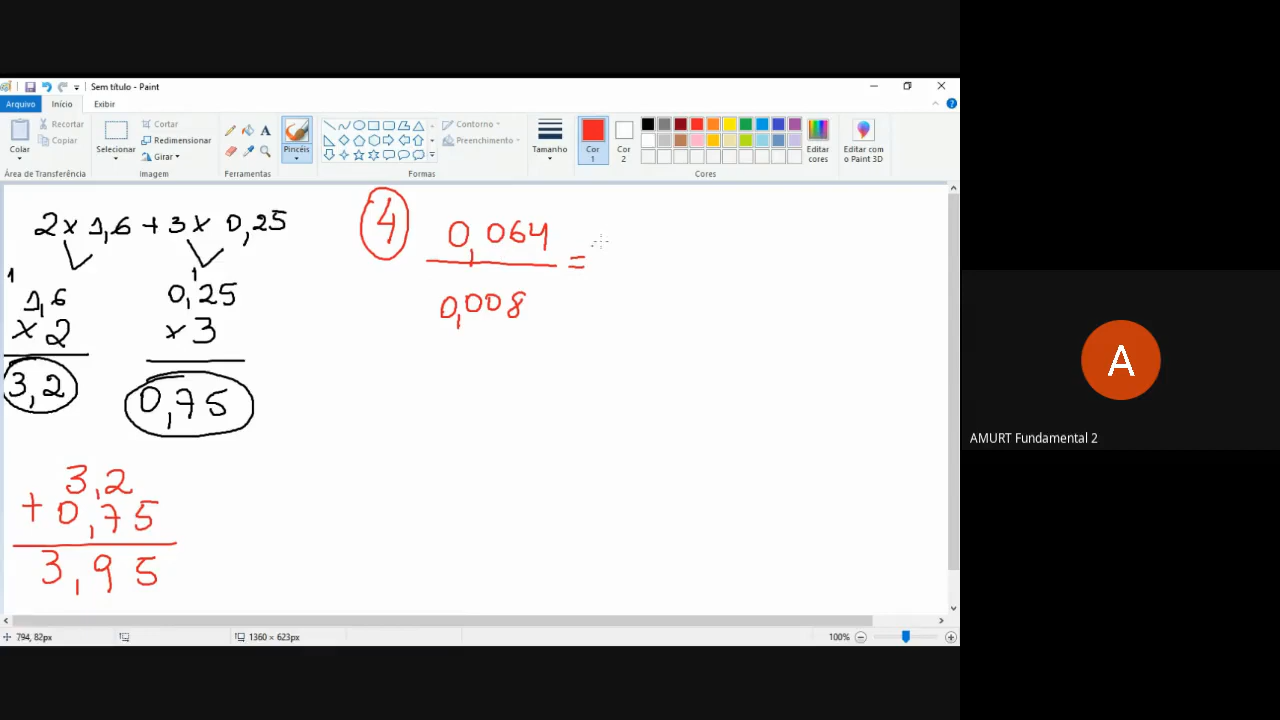 Sem título - Paint
Arquivo Início Exibir
Colar
Recortar
Copiar
Área de Transferência
Selecionar
Cortar
Redimensionar
Girar
Imagem
A
Ferramentas
Pincéis
Contorno
Preenchimento
Formas
Tamanho
Cor 1
Cor 2
Editar cores
Cores
Editar com o Paint 3D
2 x 1,6 + 3 x 0,25
1
1,6
x 2
3,2
1
0,25
x 3
0,75
3,2
+ 0,75
3,95
4
0,064
=
0,008
794, 82px
1360 × 623px
100%
A
AMURT Fundamental 2